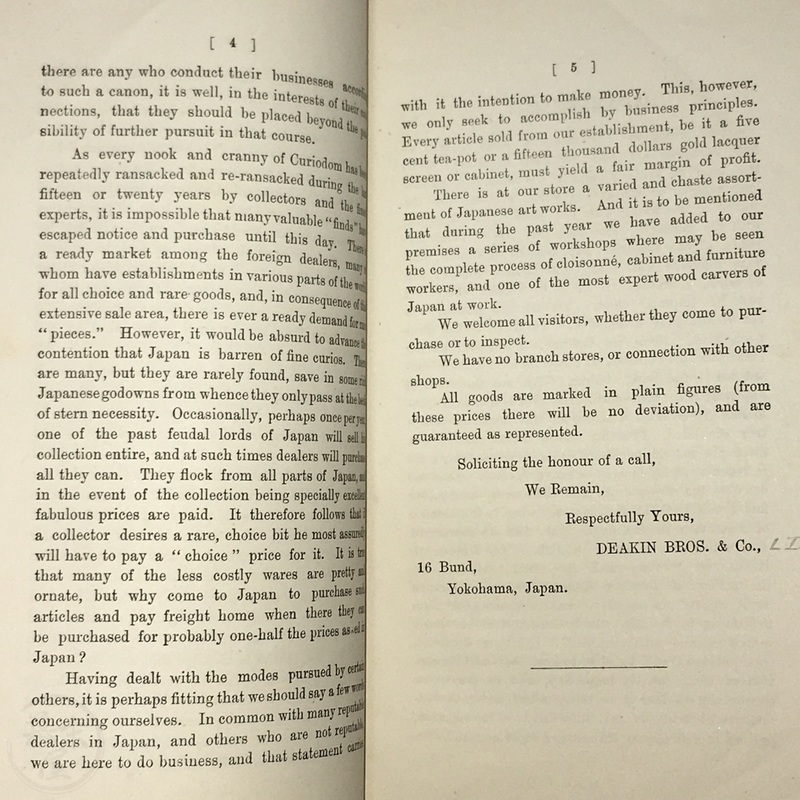 [ 4 ]
there are any who conduct their businesses
to such a canon, it is well, in the interests of their
nections, that they should be placed beyond the
sibility of further pursuit in that course.
As every nook and cranny of Curiodom has
repeatedly ransacked and re-ransacked during the
fifteen or twenty years by collectors and the
experts, it is impossible that many valuable "finds"
escaped notice and purchase until this day.
a ready market among the foreign dealers, many
whom have establishments in various parts of the
for all choice and rare goods, and, in consequence of
extensive sale area, there is ever a ready demand for
"pieces." However, it would be absurd to advance
contention that Japan is barren of fine curios.
are many, but they are rarely found, save in some
Japanese godowns from whence they only pass at the
of stern necessity. Occasionally, perhaps once per
one of the past feudal lords of Japan will sell
collection entire, and at such times dealers will
all they can. They flock from all parts of Japan,
in the event of the collection being specially
fabulous prices are paid. It therefore follows that
a collector desires a rare, choice bit he most
will have to pay a "choice" price for it. It is
that many of the less costly wares are pretty
ornate, but why come to Japan to purchase
articles and pay freight home when there they
be purchased for probably one-half the prices
Japan?
Having dealt with the modes pursued by certain
others, it is perhaps fitting that we should say a few
concerning ourselves. In common with many
dealers in Japan, and others who are not
we are here to do business, and that statement
[ 5 ]
with it the intention to make money. This, however,
we only seek to accomplish by business principles.
Every article sold from our establishment, be it a five
cent tea-pot or a fifteen thousand dollars gold lacquer
screen or cabinet, must yield a fair margin of profit.
There is at our store a varied and chaste assort-
ment of Japanese art works. And it is to be mentioned
that during the past year we have added to our
premises a series of workshops where may be seen
the complete process of cloisonné, cabinet and furniture
workers, and one of the most expert wood carvers of
Japan at work.
We welcome all visitors, whether they come to pur-
chase or to inspect.
We have no branch stores, or connection with other
shops.
All goods are marked in plain figures (from
these prices there will be no deviation), and are
guaranteed as represented.
Soliciting the honour of a call,
We Remain,
Respectfully Yours,
DEAKIN BROS. & Co.,
16 Bund,
Yokohama, Japan.